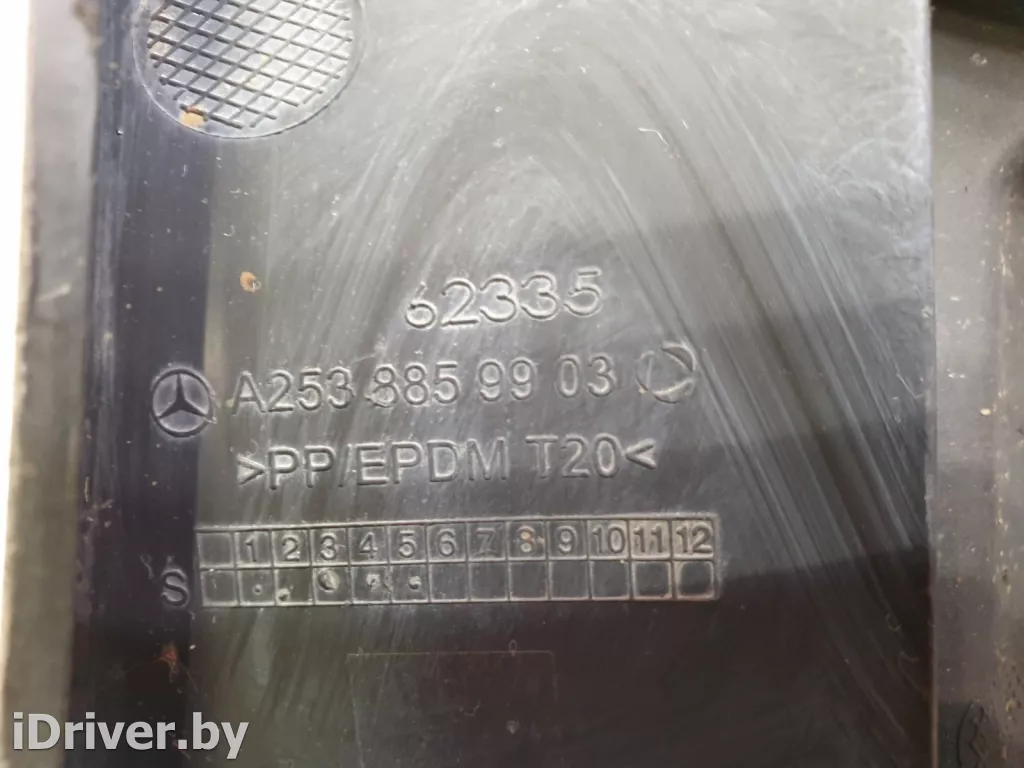 62335
A253 885 99 03
>PP/EPDM T20<
1 2 3 4 5 6 7 8 9 10 11 12
S
iDriver.by